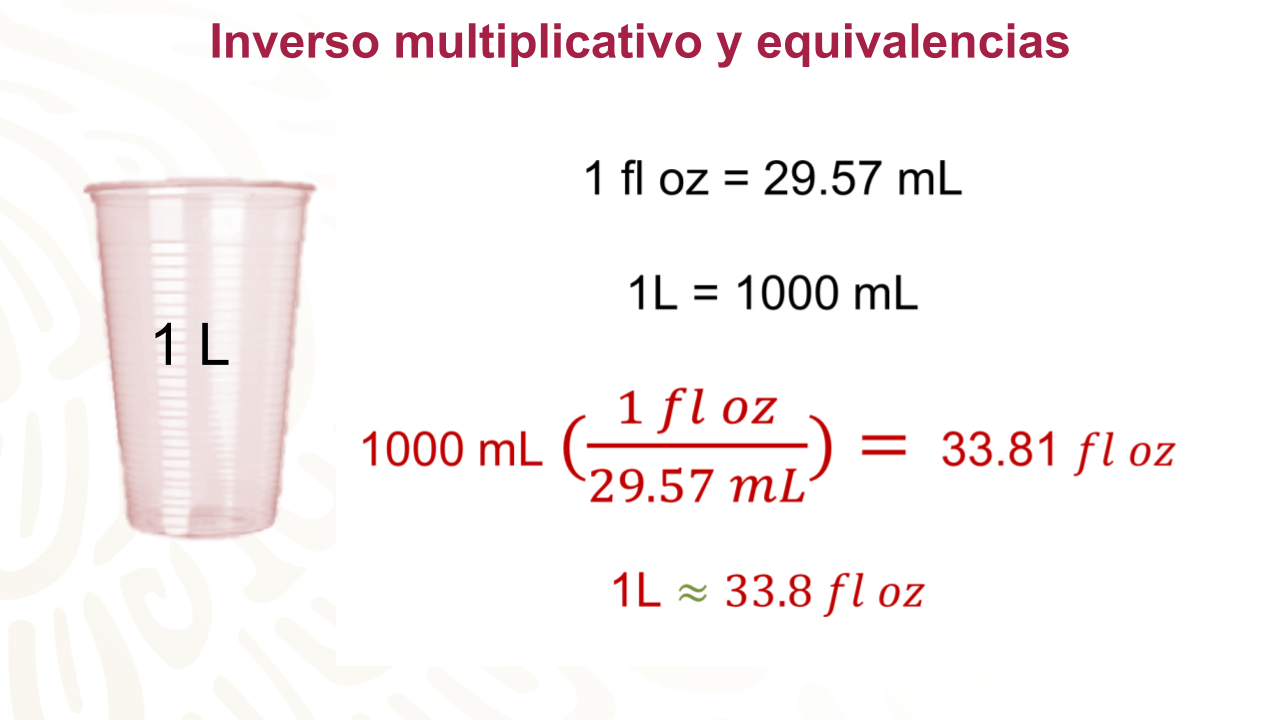 Inverso multiplicativo y equivalencias
1 fl oz = 29.57 mL
1L = 1000 mL
1 L
1000 mL (1 fl oz / 29.57 mL) = 33.81 fl oz
1L ≈ 33.8 fl oz